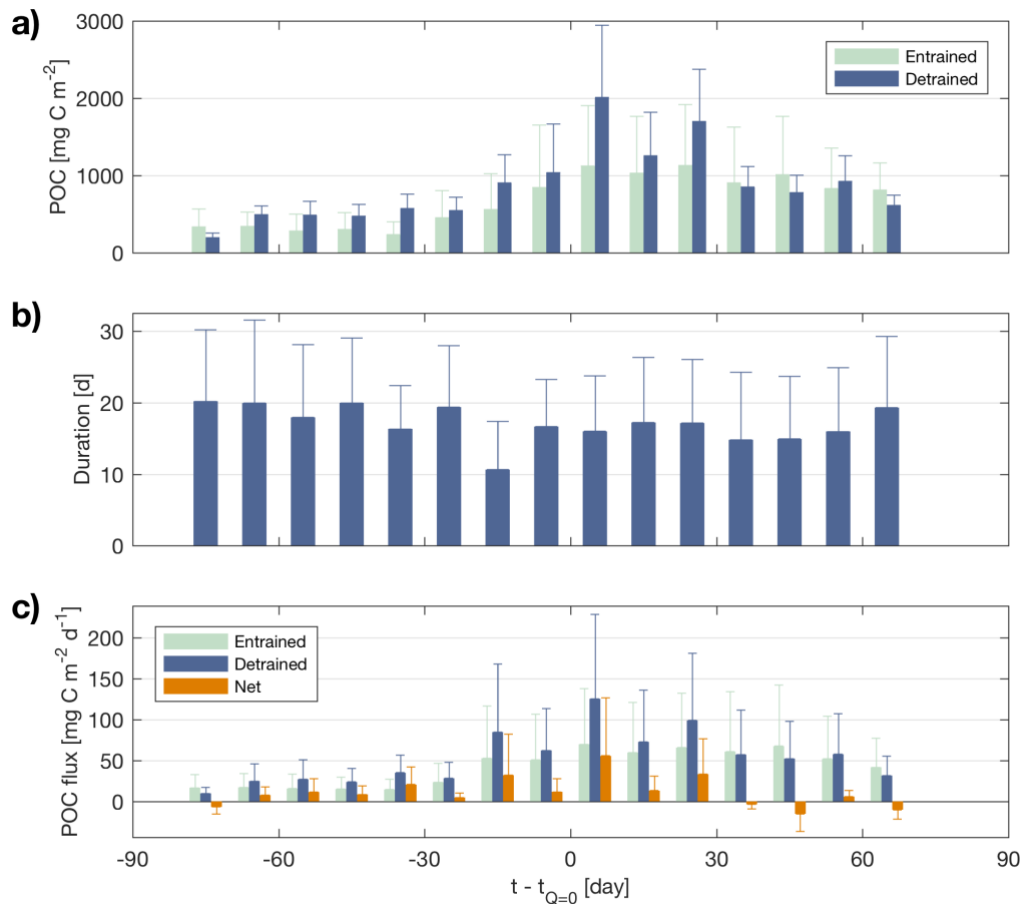 a)
3000
2000
1000
0
POC [mg C m⁻²]
Entrained
Detrained
b)
30
20
10
0
Duration [d]
c)
200
150
100
50
0
POC flux [mg C m⁻² d⁻¹]
Entrained
Detrained
Net
-90 -60 -30 0 30 60 90
t - t_Q=0 [day]